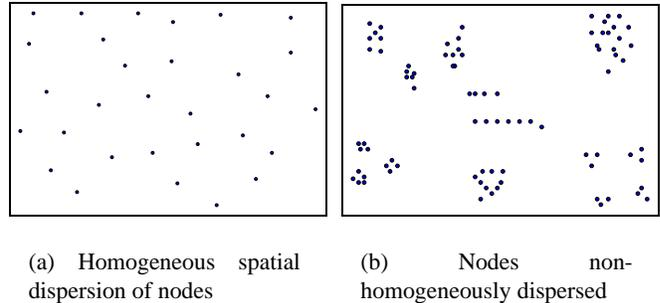 (a) Homogeneous spatial
dispersion of nodes
(b) Nodes non-
homogeneously dispersed